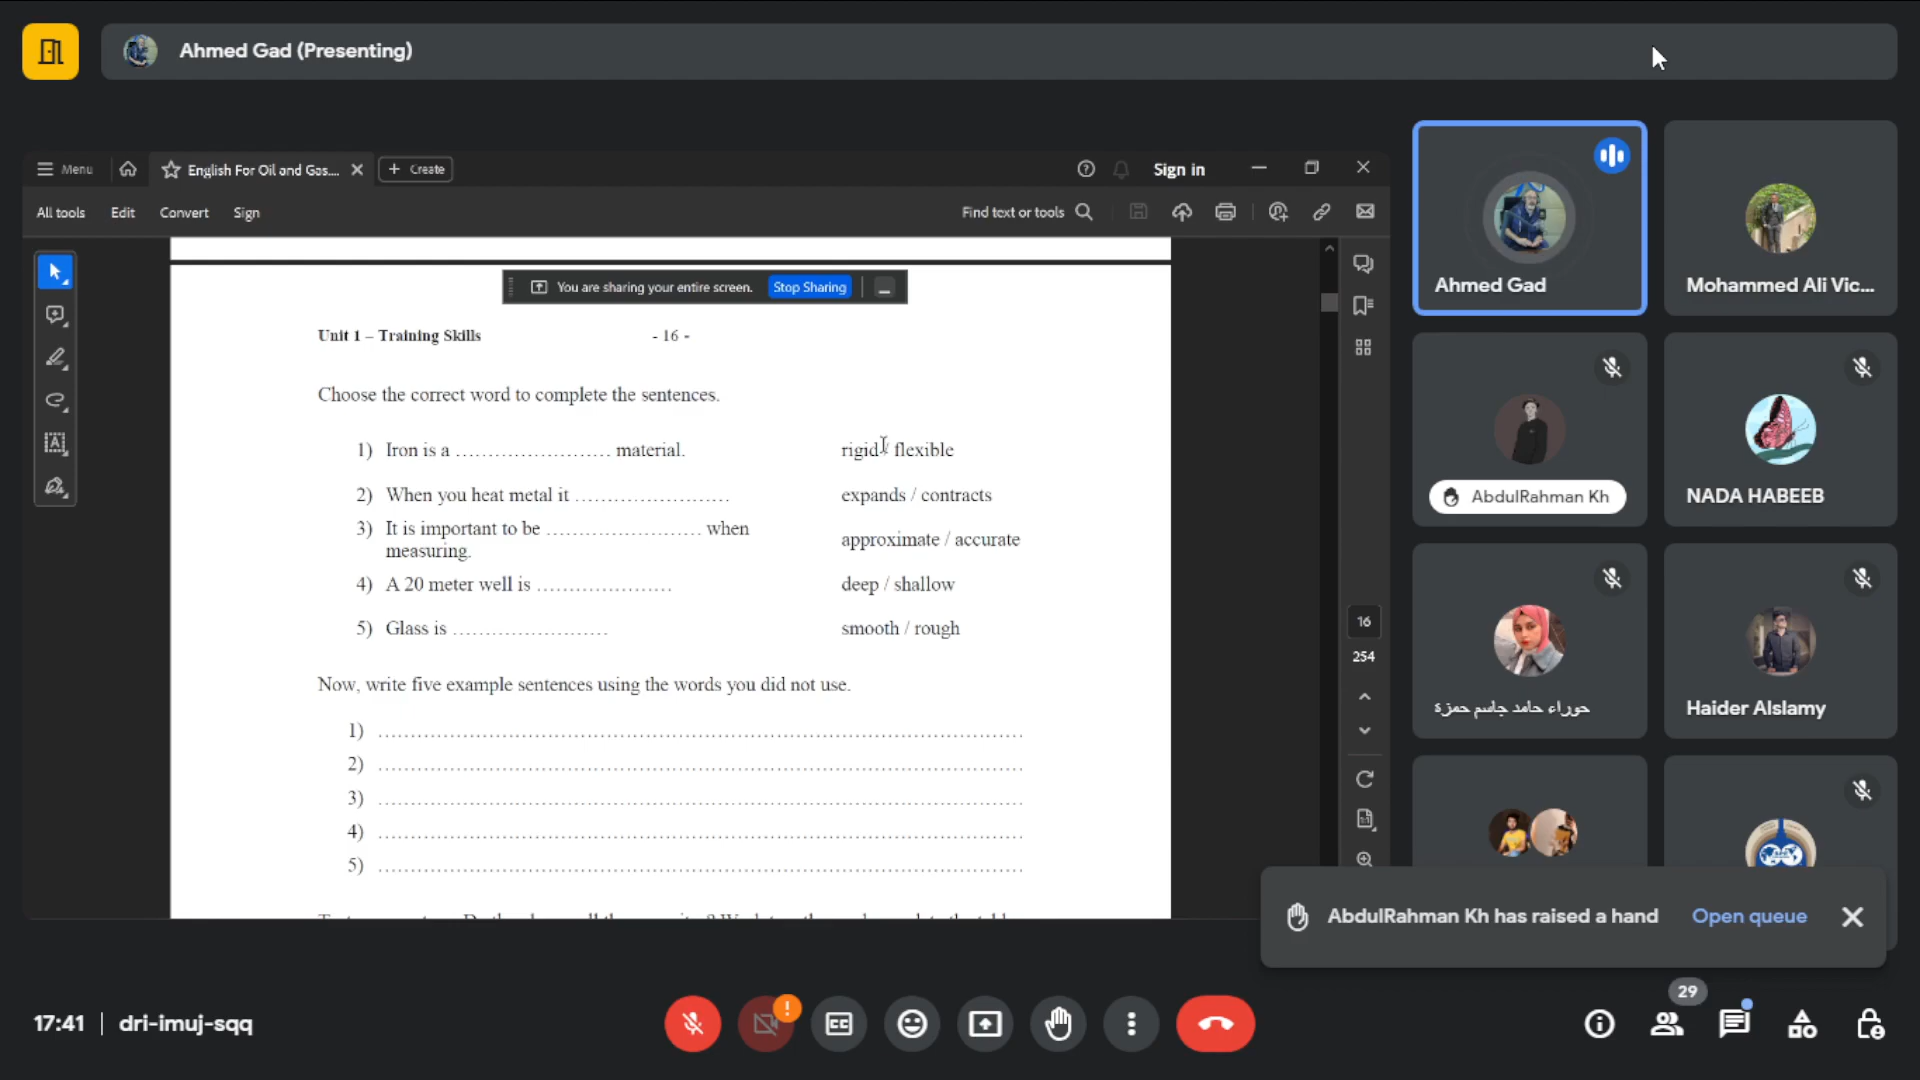 Ahmed Gad (Presenting)
Menu
English For Oil and Gas....
Create
Sign in
All tools
Edit
Convert
Sign
Find text or tools
You are sharing your entire screen.
Stop Sharing
Unit 1 – Training Skills
- 16 -
Choose the correct word to complete the sentences.
1) Iron is a ........................ material. rigid / flexible
2) When you heat metal it ........................ expands / contracts
3) It is important to be ........................ when
measuring. approximate / accurate
4) A 20 meter well is ..................... deep / shallow
5) Glass is ........................ smooth / rough
Now, write five example sentences using the words you did not use.
1) ....................................................................................................
2) ....................................................................................................
3) ....................................................................................................
4) ....................................................................................................
5) ....................................................................................................
16
254
Ahmed Gad
Mohammed Ali Vic...
AbdulRahman Kh
NADA HABEEB
حوراء حامد جاسم حمزة
Haider Alslamy
AbdulRahman Kh has raised a hand
Open queue
17:41 | dri-imuj-sqq
29